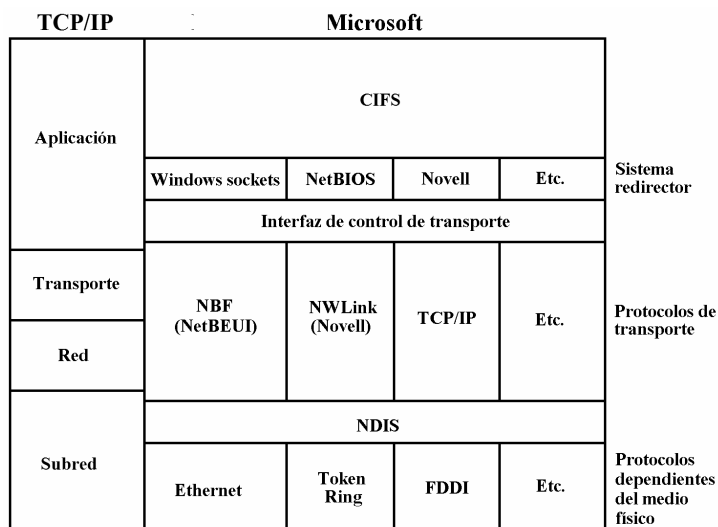 TCP/IP
Microsoft
CIFS
Aplicación
Windows sockets
NetBIOS
Novell
Etc.
Sistema
redirector
Interfaz de control de transporte
Transporte
Red
NBF
(NetBEUI)
NWLink
(Novell)
TCP/IP
Etc.
Protocolos de
transporte
NDIS
Subred
Ethernet
Token
Ring
FDDI
Etc.
Protocolos
dependientes
del medio
físico